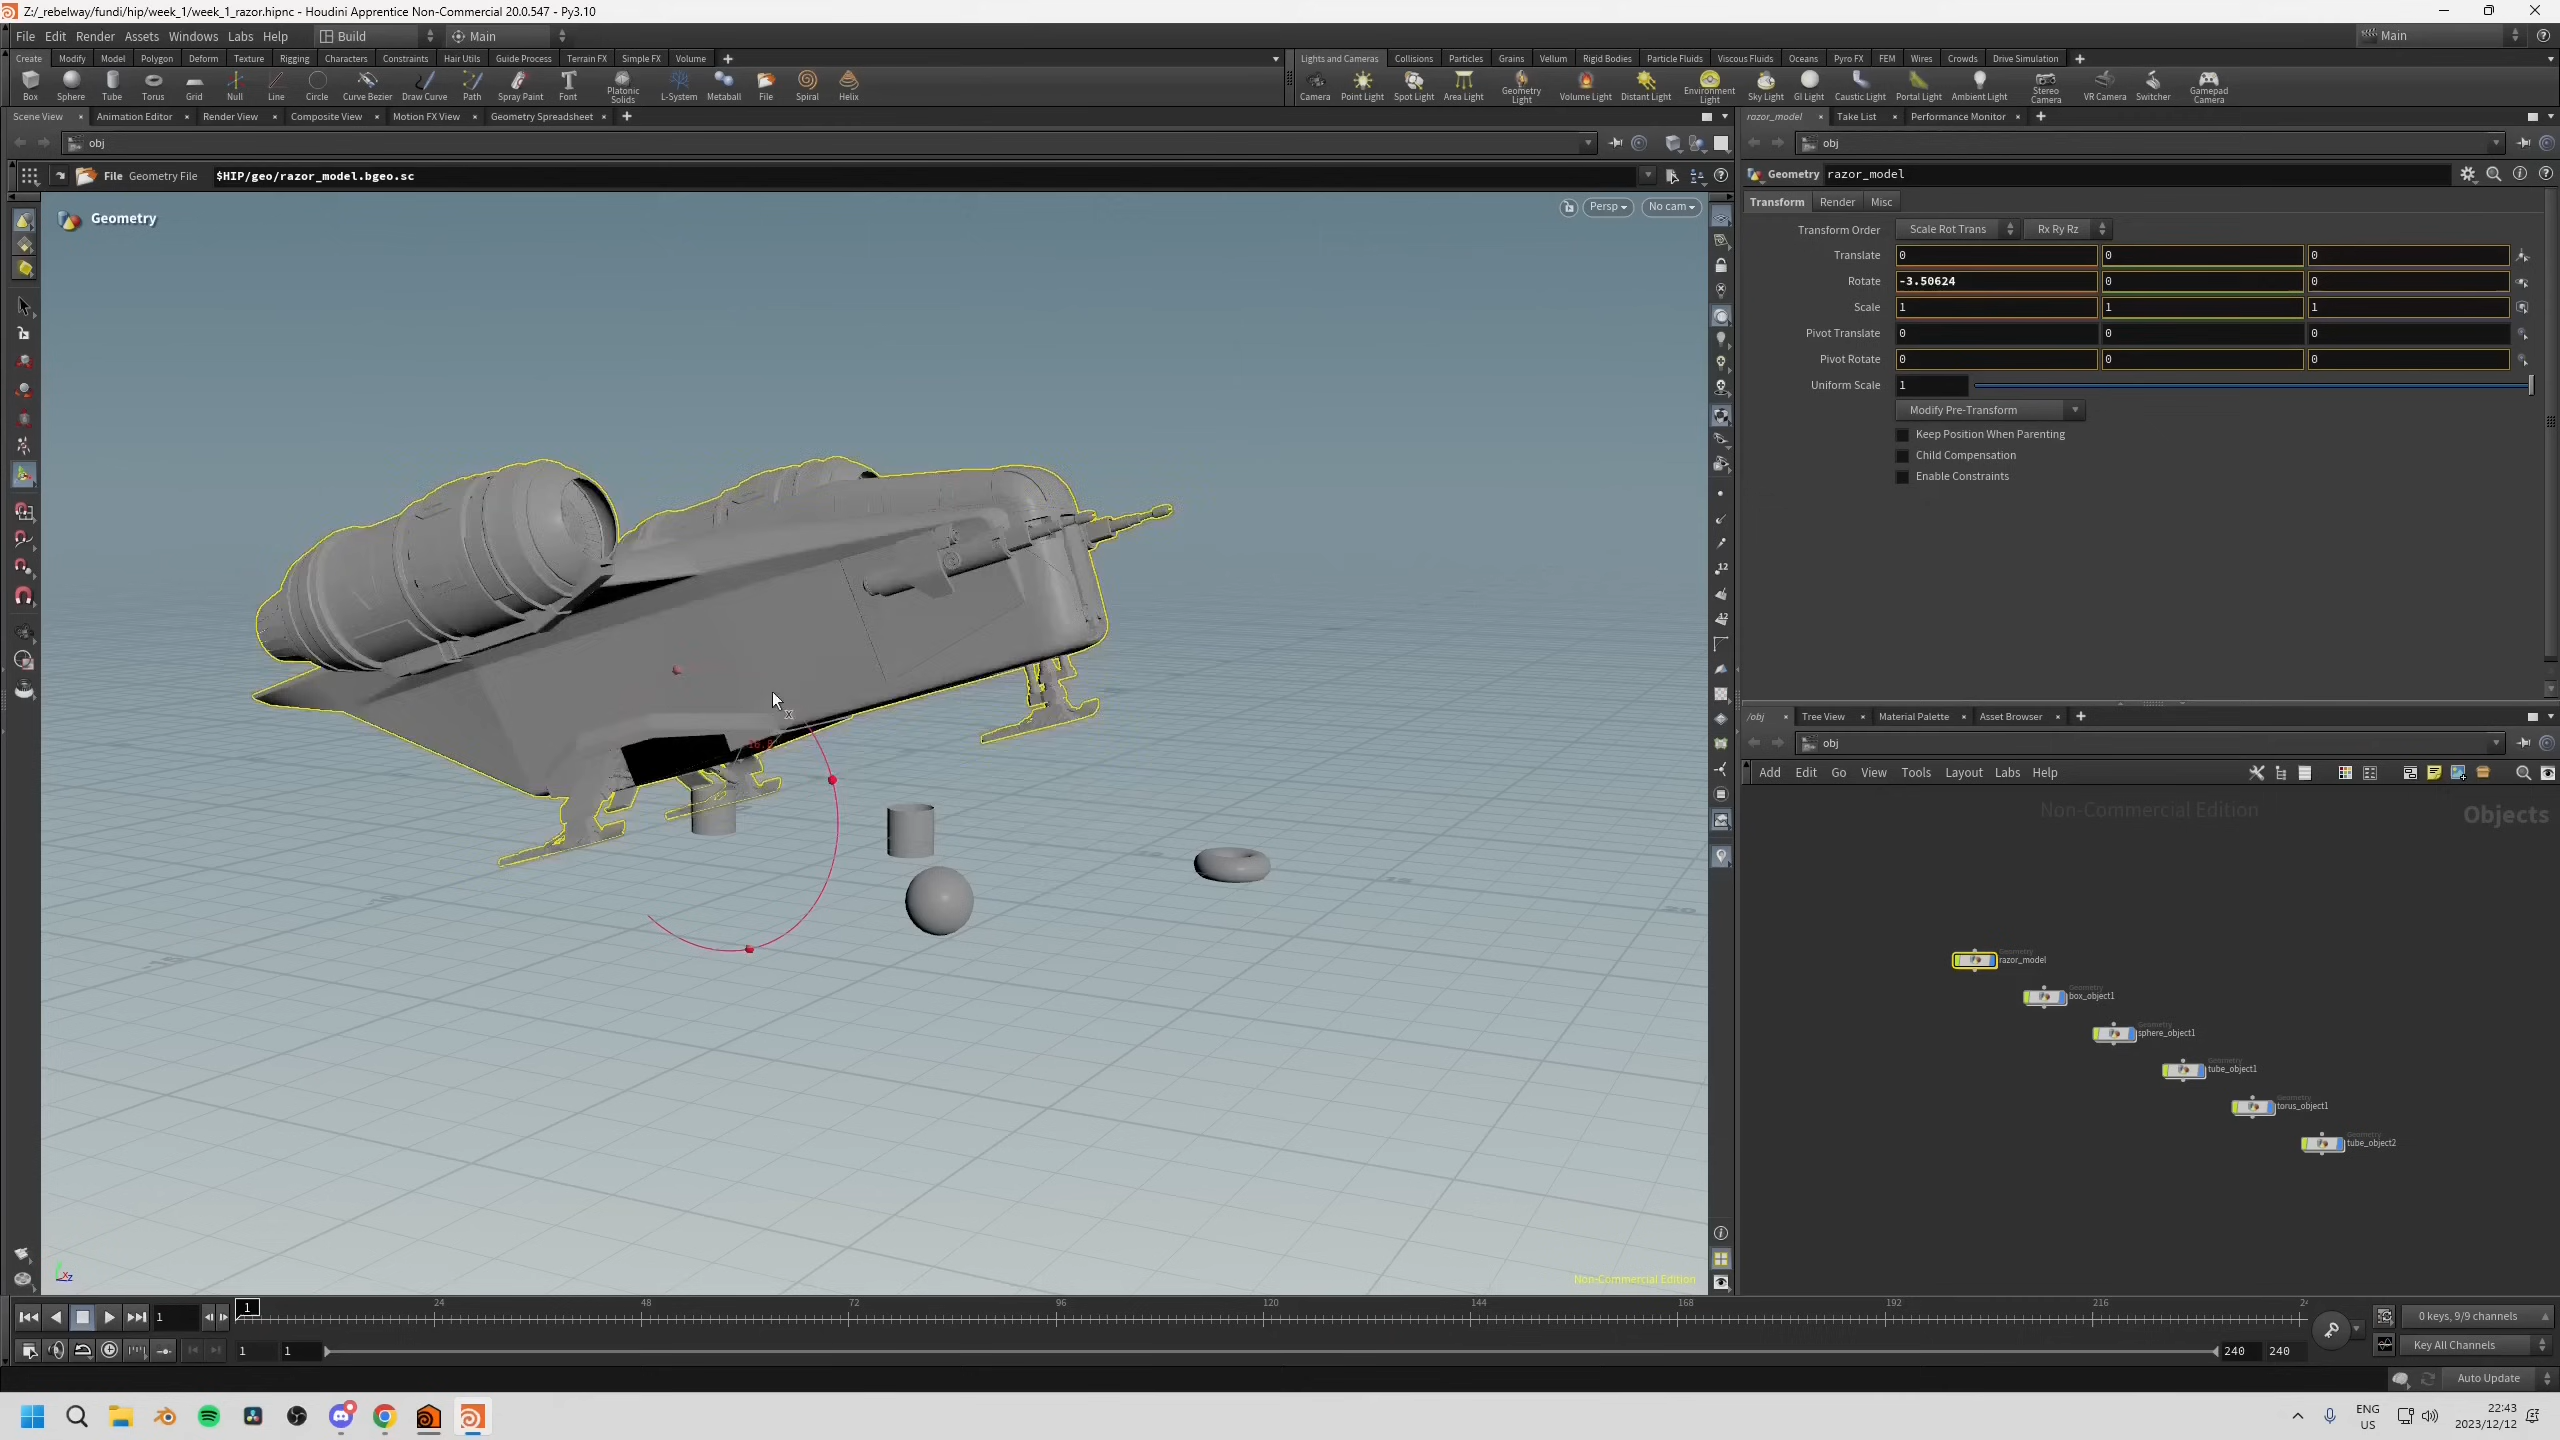 Z:/_rebelway/fundi/hip/week_1/week_1_razor.hipnc - Houdini Apprentice Non-Commercial 20.0.547 - Py3.10
File Edit Render Assets Windows Labs Help Build Main Main
Create Modify Model Polygon Deform Texture Rigging Characters Constraints Hair Utils Guide Process Terrain FX Simple FX Volume
Lights and Cameras Collisions Particles Grains Vellum Rigid Bodies Particle Fluids Viscous Fluids Oceans Pyro FX FEM Wires Crowds Drive Simulation
Box Sphere Tube Torus Grid Null Line Circle Curve Bezier Draw Curve Path Spray Paint Font Platonic Solids L-System Metaball File Spiral Helix
Camera Point Light Spot Light Area Light Geometry Light Volume Light Distant Light Environment Light Sky Light GI Light Caustic Light Portal Light Ambient Light Stereo Camera VR Camera Switcher Gamepad Camera
Scene View Animation Editor Render View Composite View Motion FX View Geometry Spreadsheet
razor_model Take List Performance Monitor
obj
obj
File Geometry File $HIP/geo/razor_model.bgeo.sc
Geometry razor_model
Geometry
Persp No cam
Transform Render Misc
Transform Order Scale Rot Trans Rx Ry Rz
Translate 0 0 0
Rotate -3.50624 0 0
Scale 1 1 1
Pivot Translate 0 0 0
Pivot Rotate 0 0 0
Uniform Scale 1
Modify Pre-Transform
Keep Position When Parenting
Child Compensation
Enable Constraints
/obj Tree View Material Palette Asset Browser
obj
Add Edit Go View Tools Layout Labs Help
Non-Commercial Edition
Objects
Geometry
razor_model
Geometry
box_object1
Geometry
sphere_object1
Geometry
tube_object1
Geometry
torus_object1
Geometry
tube_object2
Non-Commercial Edition
1 1 24 48 72 96 120 144 168 192 216 24
0 keys, 9/9 channels
1 1 240 240
Key All Channels
Auto Update
ENG
US
22:43
2023/12/12